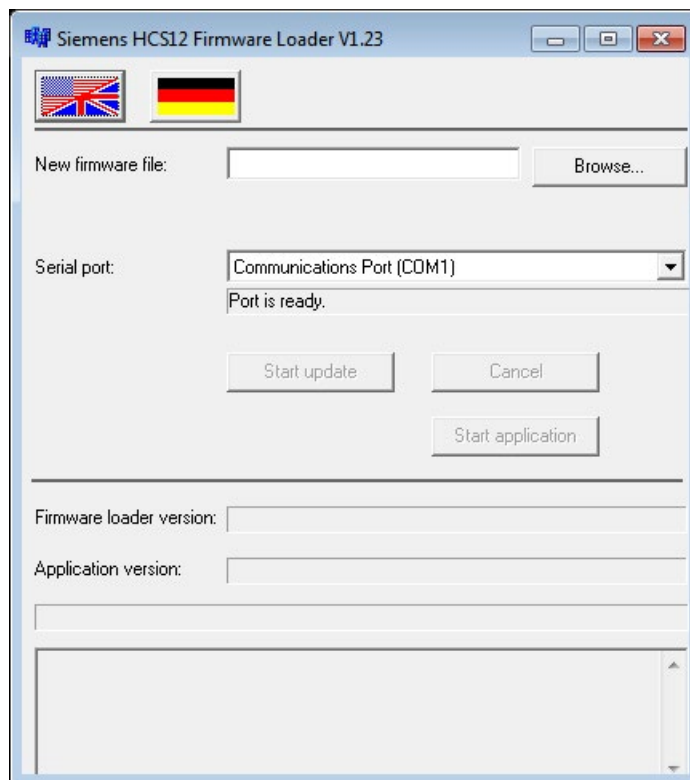 Siemens HCS12 Firmware Loader V1.23
New firmware file:
Browse...
Serial port:
Communications Port (COM1)
Port is ready.
Start update
Cancel
Start application
Firmware loader version:
Application version: